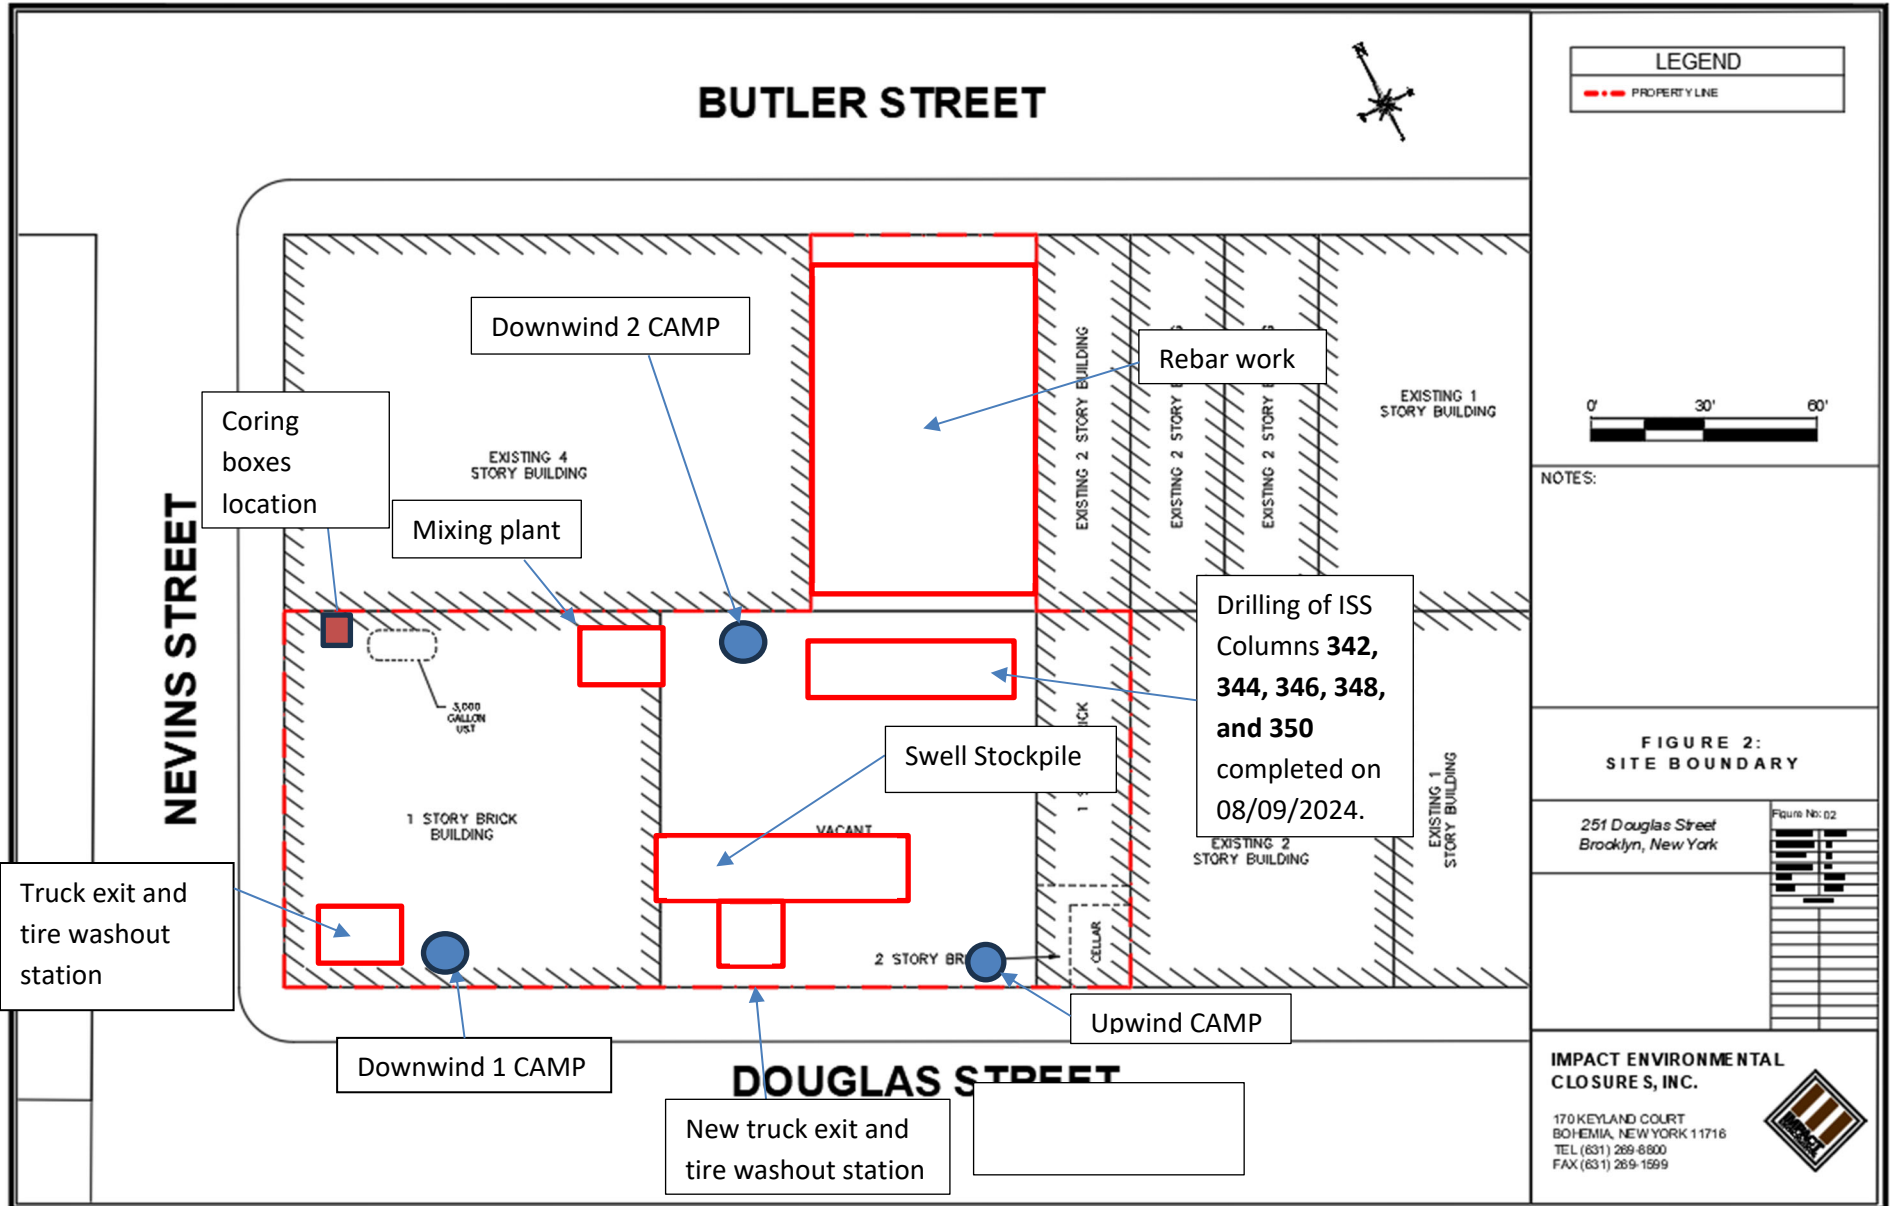 BUTLER STREET
N
LEGEND
PROPERTY LINE
0' 30' 60'
NOTES:
Downwind 2 CAMP
Rebar work
Coring
boxes
location
EXISTING 4
STORY BUILDING
Mixing plant
EXISTING 2 STORY BUILDING
EXISTING 2 STORY
EXISTING 2 STORY
EXISTING 1
STORY BUILDING
NEVINS STREET
3,000
GALLON
UST
Drilling of ISS
Columns 342,
344, 346, 348,
and 350
completed on
08/09/2024.
Swell Stockpile
1 STORY BRICK
BUILDING
VACANT
EXISTING 2
STORY BUILDING
EXISTING 1
STORY BUILDING
Truck exit and
tire washout
station
2 STORY
CELLAR
Upwind CAMP
Downwind 1 CAMP
DOUGLAS STREET
New truck exit and
tire washout station
FIGURE 2:
SITE BOUNDARY
251 Douglas Street
Brooklyn, New York
Figure No: 02
IMPACT ENVIRONMENTAL
CLOSURES, INC.
170 KEYLAND COURT
BOHEMIA, NEW YORK 11716
TEL (631) 269-8800
FAX (631) 269-1599
IMPACT